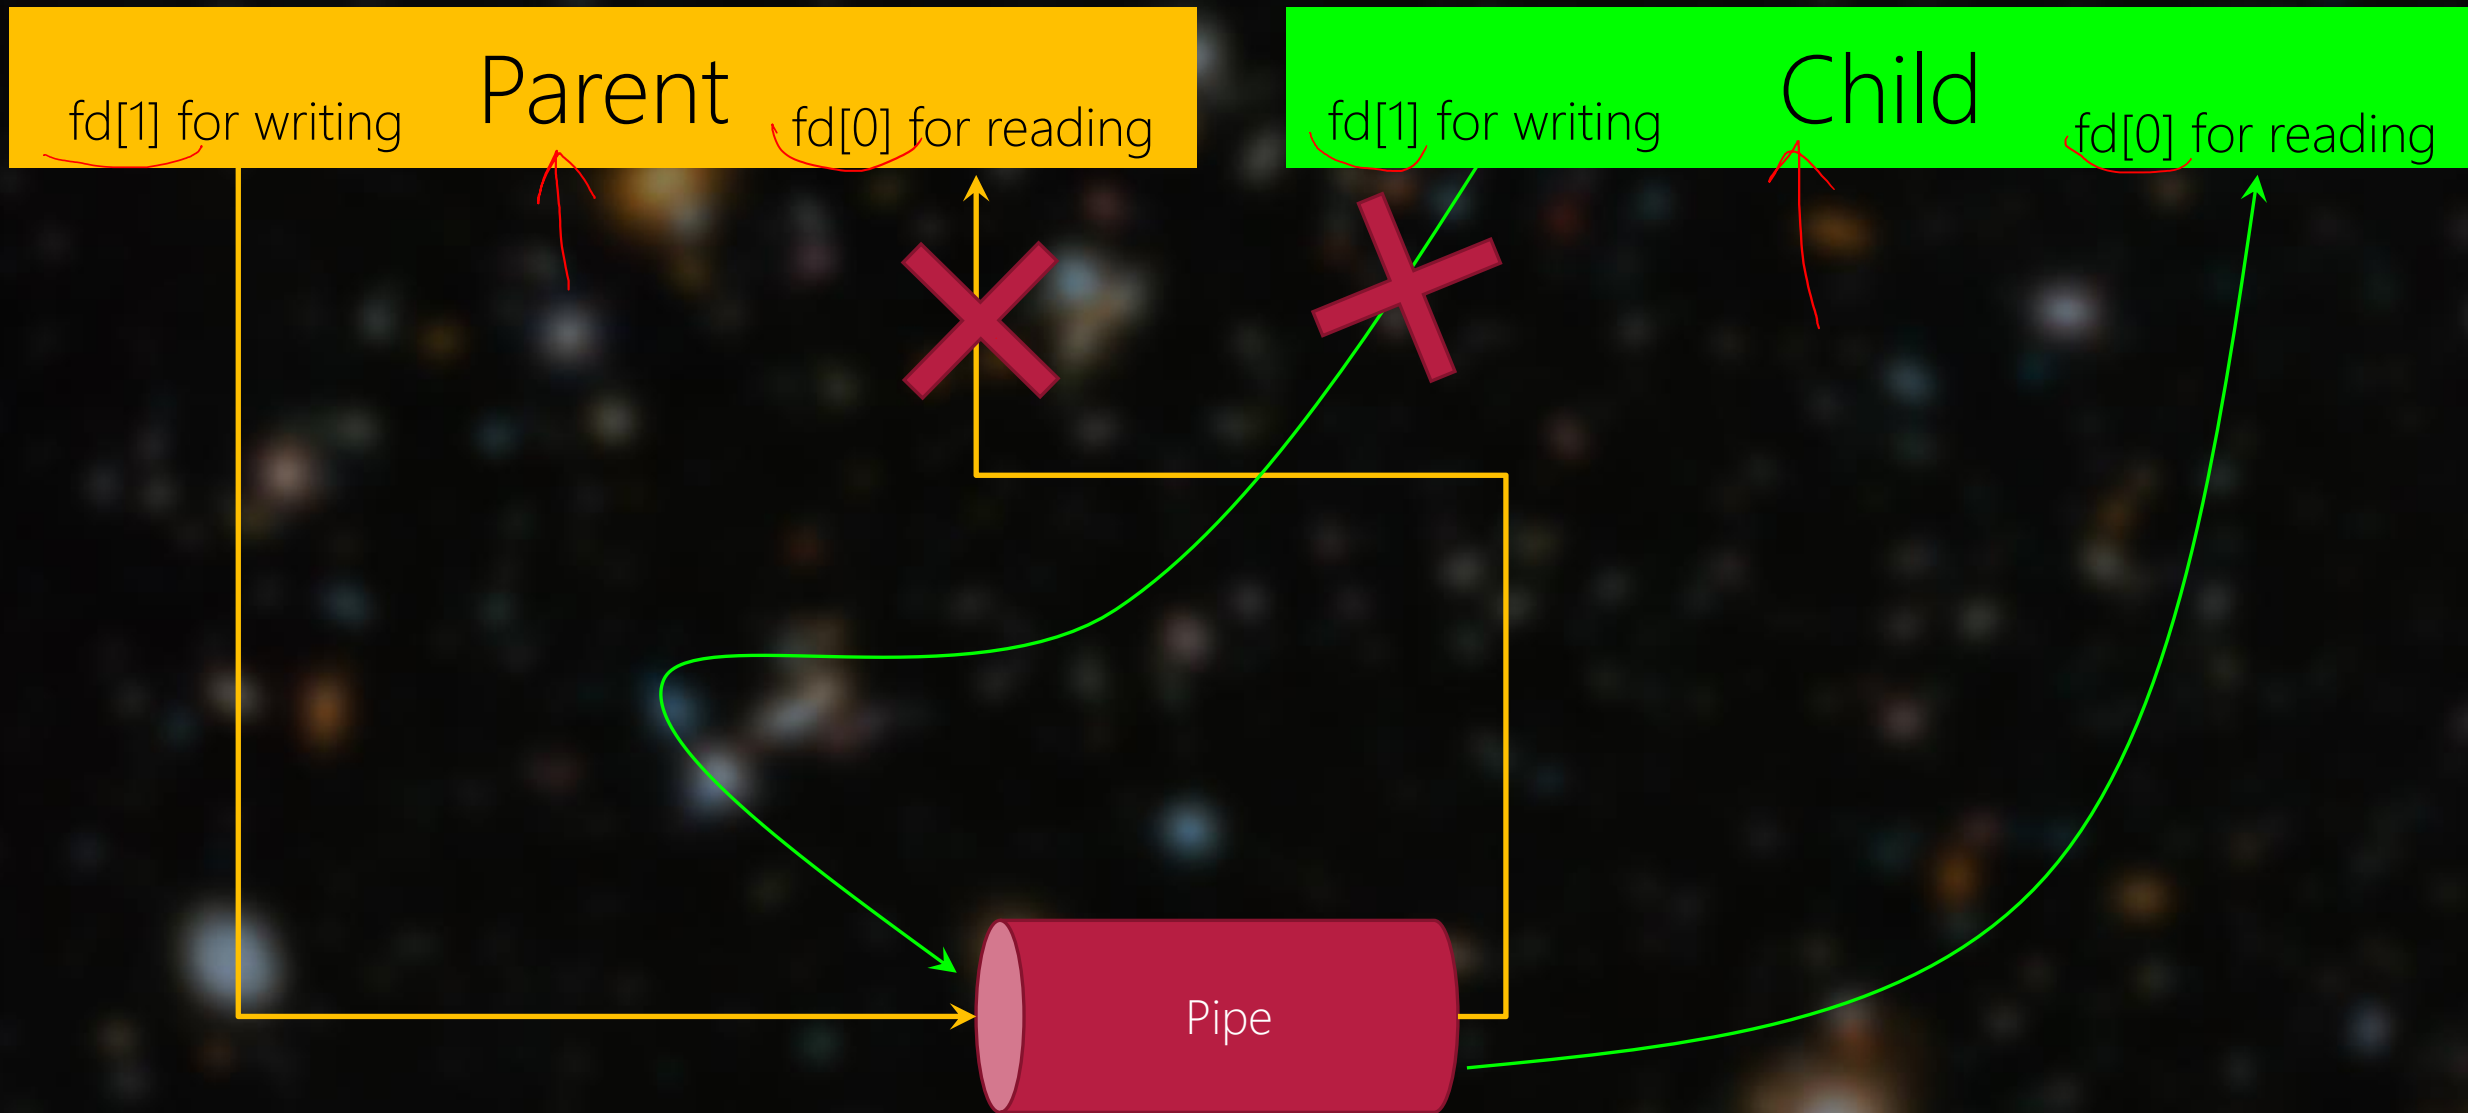 Parent
fd[1] for writing
fd[0] for reading
Child
fd[1] for writing
fd[0] for reading
Pipe